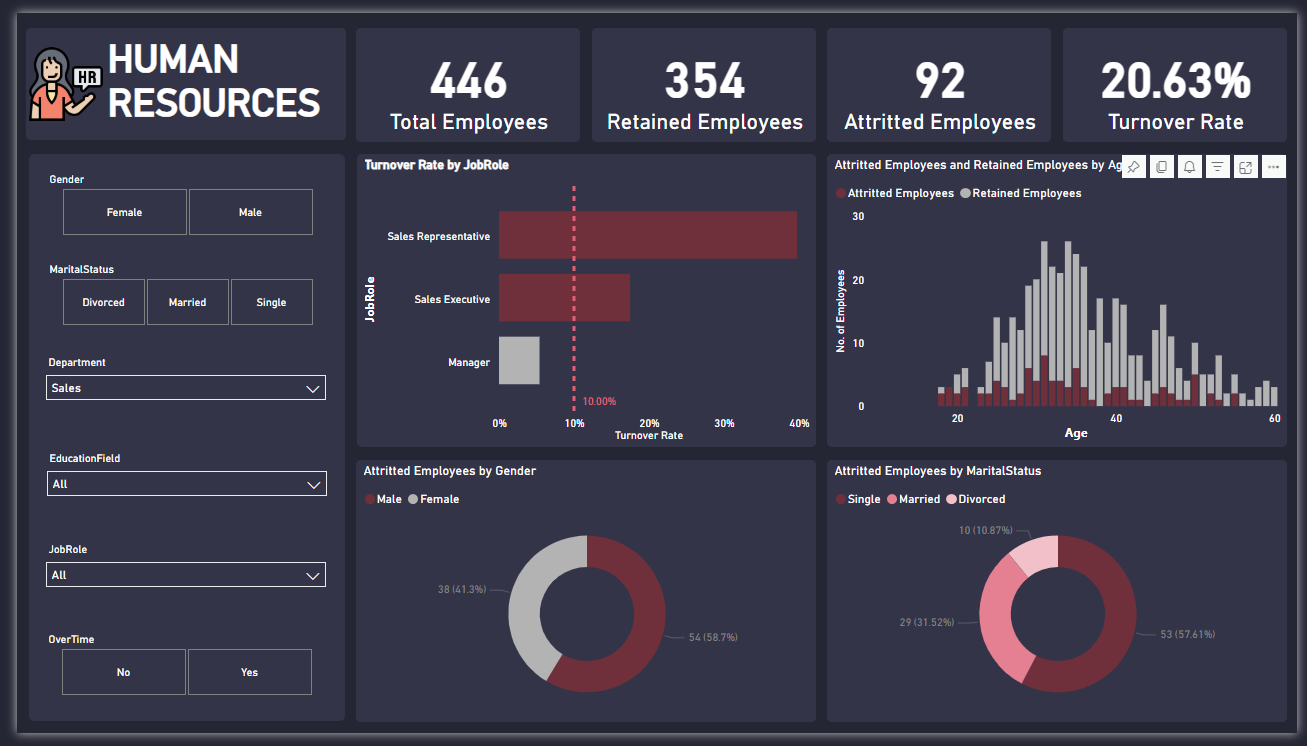 HR
HUMAN
RESOURCES
446
Total Employees
354
Retained Employees
92
Attritted Employees
20.63%
Turnover Rate
Gender
Female
Male
MaritalStatus
Divorced
Married
Single
Department
Sales
EducationField
All
JobRole
All
OverTime
No
Yes
Turnover Rate by JobRole
JobRole
Sales Representative
Sales Executive
Manager
10.00%
0%
10%
20%
30%
40%
Turnover Rate
Attritted Employees and Retained Employees by Ag
Attritted Employees
Retained Employees
No. of Employees
30
20
10
0
20
40
60
Age
Attritted Employees by Gender
Male
Female
38 (41.3%)
54 (58.7%)
Attritted Employees by MaritalStatus
Single
Married
Divorced
10 (10.87%)
29 (31.52%)
53 (57.61%)